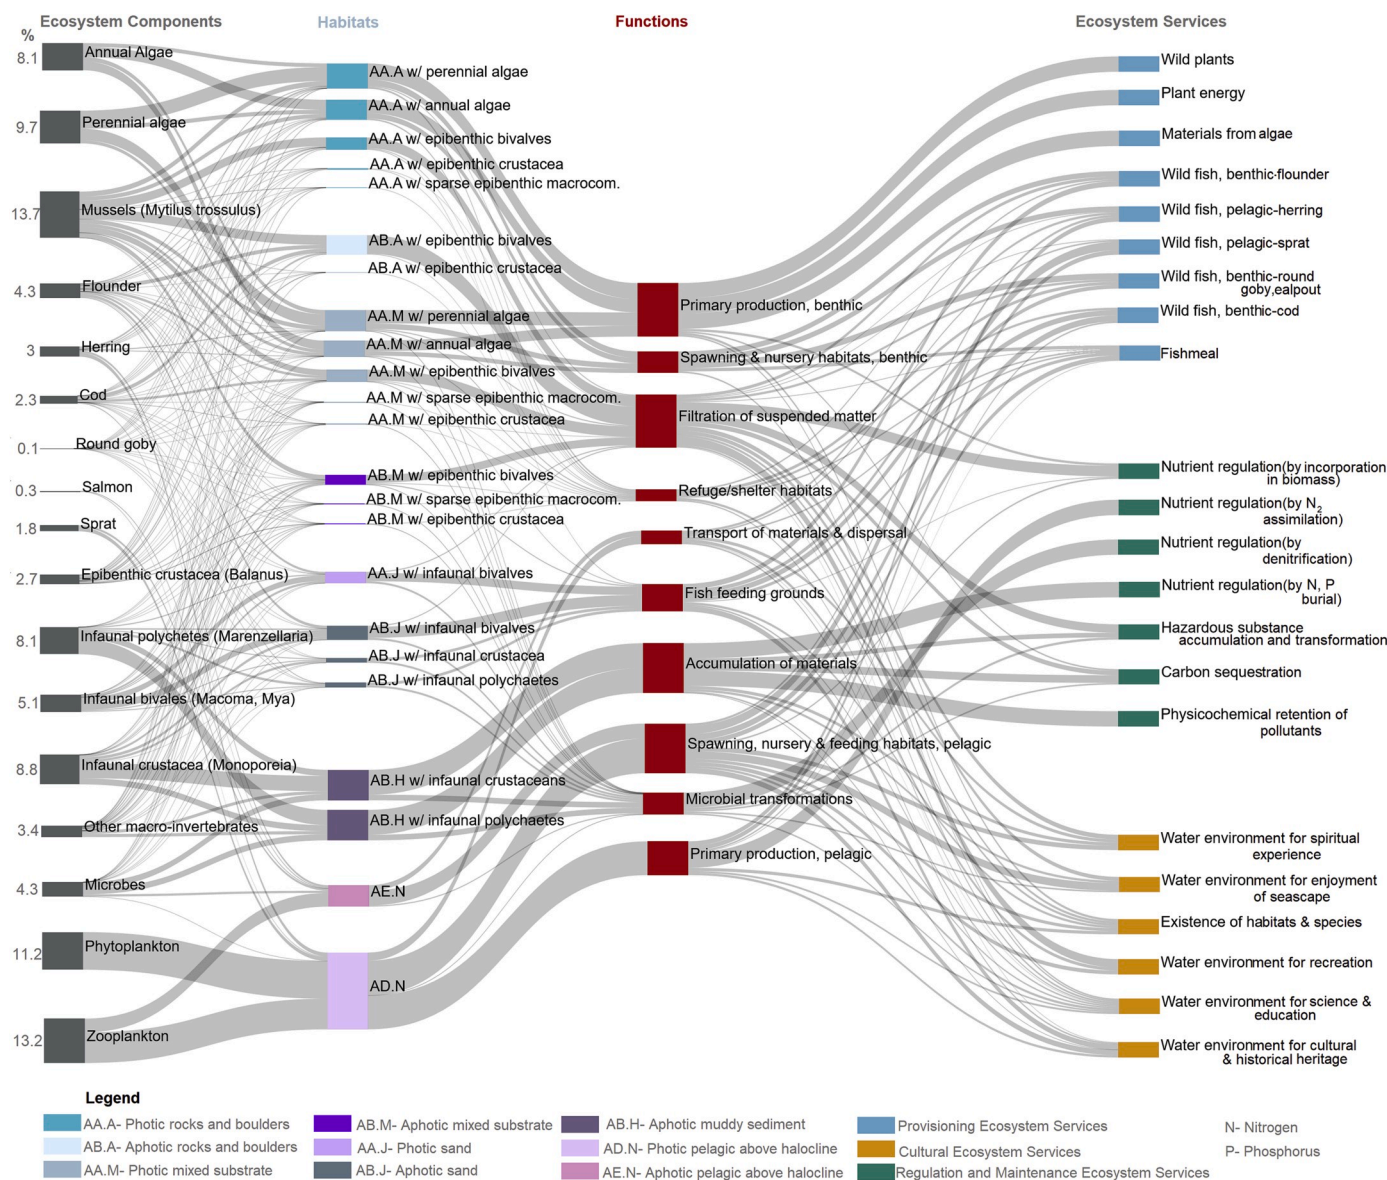 Ecosystem Components
Habitats
Functions
Ecosystem Services
%
8.1
Annual Algae
9.7
Perennial algae
13.7
Mussels (Mytilus trossulus)
4.3
Flounder
3
Herring
2.3
Cod
0.1
Round goby
0.3
Salmon
1.8
Sprat
2.7
Epibenthic crustacea (Balanus)
8.1
Infaunal polychetes (Marenzellaria)
5.1
Infaunal bivales (Macoma, Mya)
8.8
Infaunal crustacea (Monoporeia)
3.4
Other macro-invertebrates
4.3
Microbes
11.2
Phytoplankton
13.2
Zooplankton
AA.A w/ perennial algae
AA.A w/ annual algae
AA.A w/ epibenthic bivalves
AA.A w/ epibenthic crustacea
AA.A w/ sparse epibenthic macrocom.
AB.A w/ epibenthic bivalves
AB.A w/ epibenthic crustacea
AA.M w/ perennial algae
AA.M w/ annual algae
AA.M w/ epibenthic bivalves
AA.M w/ sparse epibenthic macrocom.
AA.M w/ epibenthic crustacea
AB.M w/ epibenthic bivalves
AB.M w/ sparse epibenthic macrocom.
AB.M w/ epibenthic crustacea
AA.J w/ infaunal bivalves
AB.J w/ infaunal bivalves
AB.J w/ infaunal crustacea
AB.J w/ infaunal polychaetes
AB.H w/ infaunal crustaceans
AB.H w/ infaunal polychaetes
AE.N
AD.N
Primary production, benthic
Spawning & nursery habitats, benthic
Filtration of suspended matter
Refuge/shelter habitats
Transport of materials & dispersal
Fish feeding grounds
Accumulation of materials
Spawning, nursery & feeding habitats, pelagic
Microbial transformations
Primary production, pelagic
Wild plants
Plant energy
Materials from algae
Wild fish, benthic-flounder
Wild fish, pelagic-herring
Wild fish, pelagic-sprat
Wild fish, benthic-round
goby,ealpout
Wild fish, benthic-cod
Fishmeal
Nutrient regulation(by incorporation
in biomass)
Nutrient regulation(by N2
assimilation)
Nutrient regulation(by
denitrification)
Nutrient regulation(by N, P
burial)
Hazardous substance
accumulation and transformation
Carbon sequestration
Physicochemical retention of
pollutants
Water environment for spiritual
experience
Water environment for enjoyment
of seascape
Existence of habitats & species
Water environment for recreation
Water environment for science &
education
Water environment for cultural
& historical heritage
Legend
AA.A- Photic rocks and boulders
AB.A- Aphotic rocks and boulders
AA.M- Photic mixed substrate
AB.M- Aphotic mixed substrate
AA.J- Photic sand
AB.J- Aphotic sand
AB.H- Aphotic muddy sediment
AD.N- Photic pelagic above halocline
AE.N- Aphotic pelagic above halocline
Provisioning Ecosystem Services
Cultural Ecosystem Services
Regulation and Maintenance Ecosystem Services
N- Nitrogen
P- Phosphorus